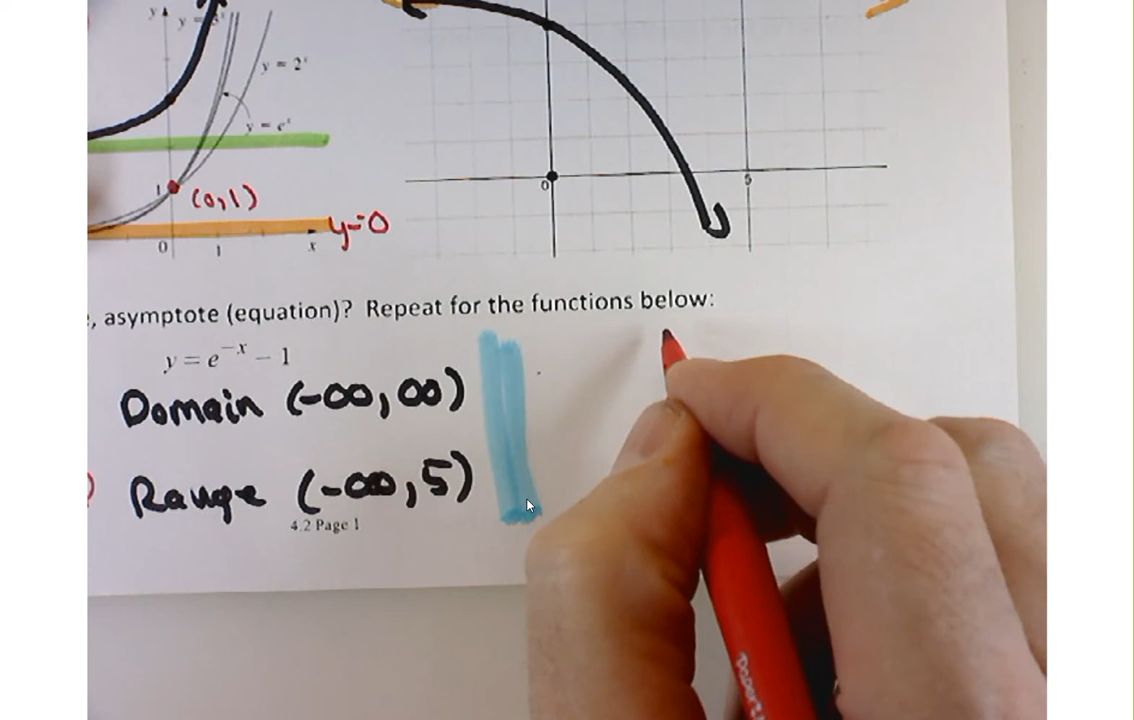 y
y =
y = 2ˣ
y = eˣ
1
(0,1)
y=0
0
1
x
0
5
, asymptote (equation)? Repeat for the functions below:
y = e⁻ˣ − 1
Domain (-∞,∞)
Range (-∞,5)
4.2 Page 1